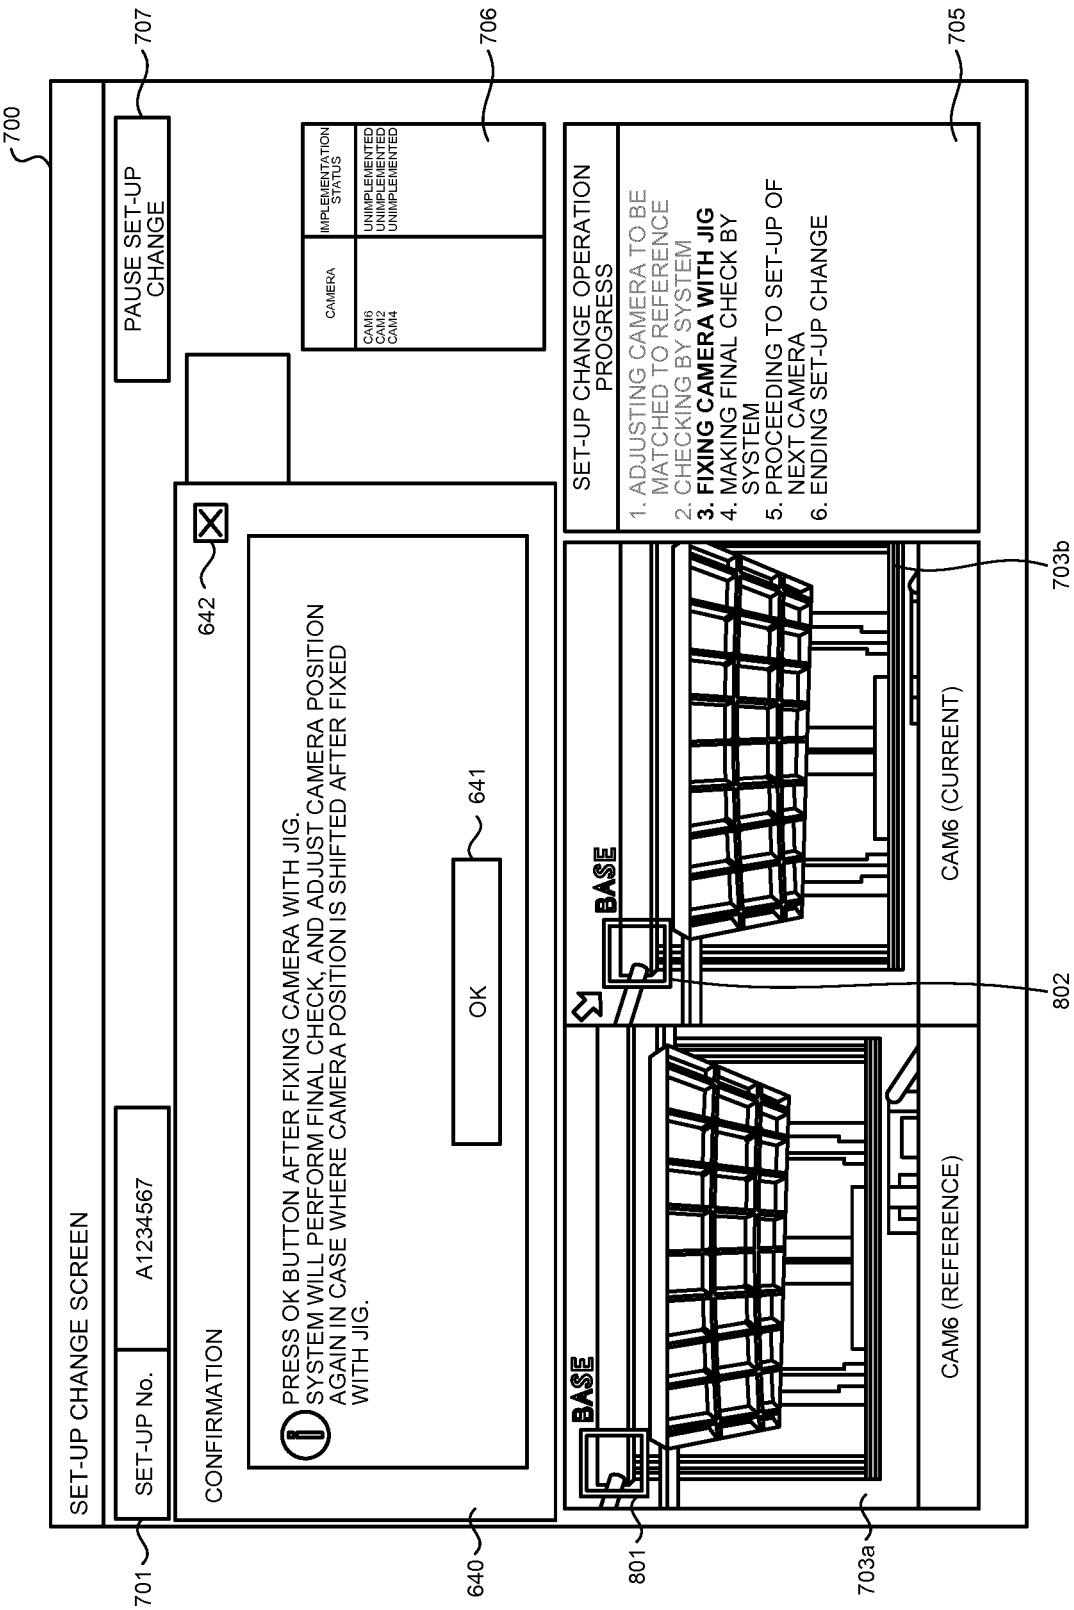 700
SET-UP CHANGE SCREEN
701
SET-UP No.
A1234567
PAUSE SET-UP
CHANGE
707
CONFIRMATION
642
PRESS OK BUTTON AFTER FIXING CAMERA WITH JIG.
SYSTEM WILL PERFORM FINAL CHECK, AND ADJUST CAMERA POSITION
AGAIN IN CASE WHERE CAMERA POSITION IS SHIFTED AFTER FIXED
WITH JIG.
OK
641
640
CAMERA
IMPLEMENTATION
STATUS
CAM6
UNIMPLEMENTED
CAM2
UNIMPLEMENTED
CAM4
UNIMPLEMENTED
706
801
BASE
CAM6 (REFERENCE)
703a
BASE
802
CAM6 (CURRENT)
703b
SET-UP CHANGE OPERATION
PROGRESS
1. ADJUSTING CAMERA TO BE
MATCHED TO REFERENCE
2. CHECKING BY SYSTEM
3. FIXING CAMERA WITH JIG
4. MAKING FINAL CHECK BY
SYSTEM
5. PROCEEDING TO SET-UP OF
NEXT CAMERA
6. ENDING SET-UP CHANGE
705